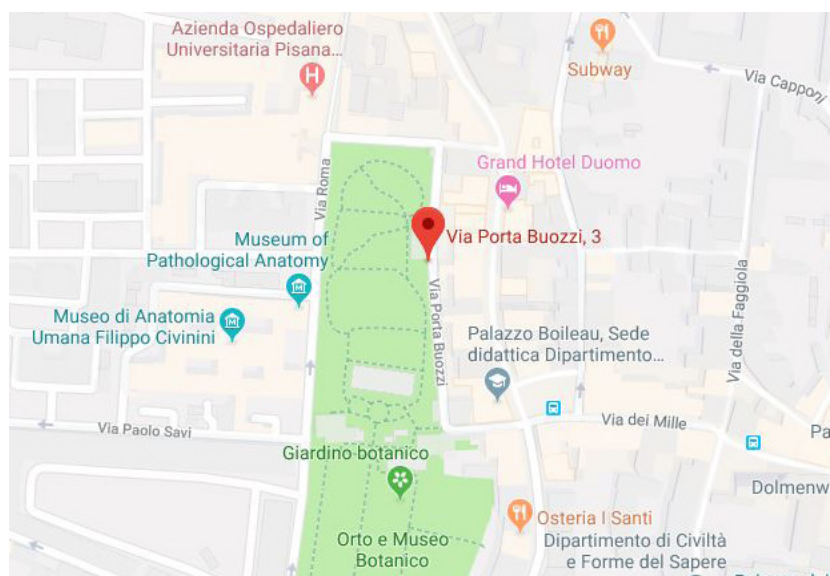 Azienda Ospedaliero
Universitaria Pisana...
Subway
Via Capponi
Grand Hotel Duomo
Via Roma
Museum of
Pathological Anatomy
Via Porta Buozzi, 3
Via Porta Buozzi
Via della Faggiola
Museo di Anatomia
Umana Filippo Civinini
Palazzo Boileau, Sede
didattica Dipartimento...
Via Paolo Savi
Via dei Mille
Pa
Giardino botanico
Dolmenw
Orto e Museo
Botanico
Osteria I Santi
Dipartimento di Civiltà
e Forme del Sapere